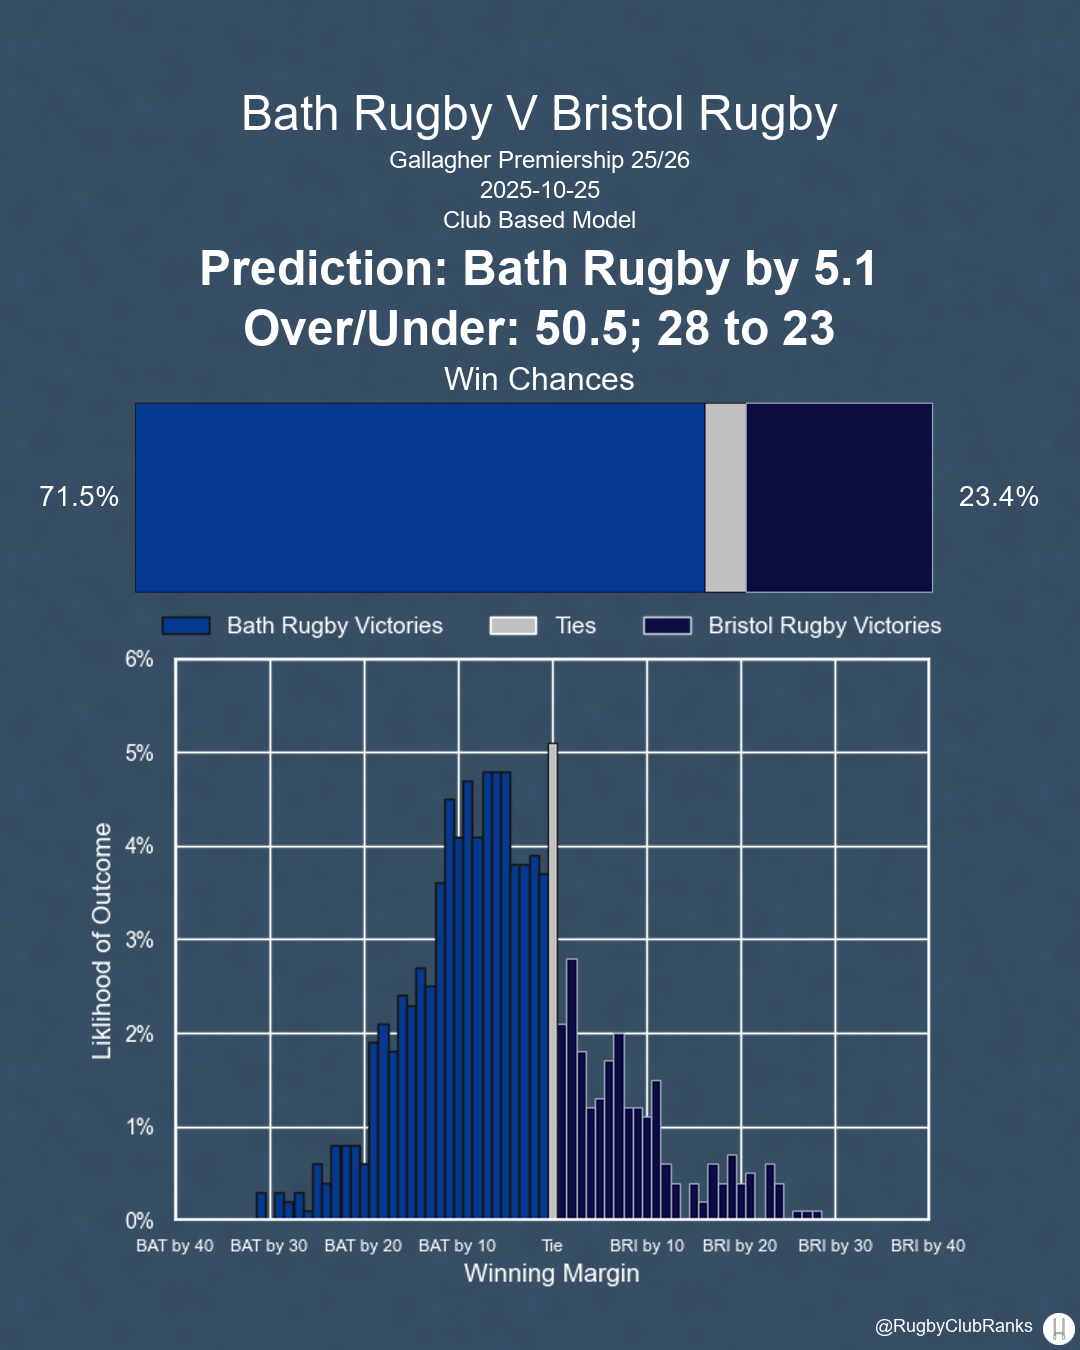 Bath Rugby V Bristol Rugby
Gallagher Premiership 25/26
2025-10-25
Club Based Model
Prediction: Bath Rugby by 5.1
Over/Under: 50.5; 28 to 23
Win Chances
71.5%
23.4%
Bath Rugby Victories
Ties
Bristol Rugby Victories
6%
5%
4%
3%
2%
1%
0%
Liklihood of Outcome
BAT by 40
BAT by 30
BAT by 20
BAT by 10
Tie
BRI by 10
BRI by 20
BRI by 30
BRI by 40
Winning Margin
@RugbyClubRanks